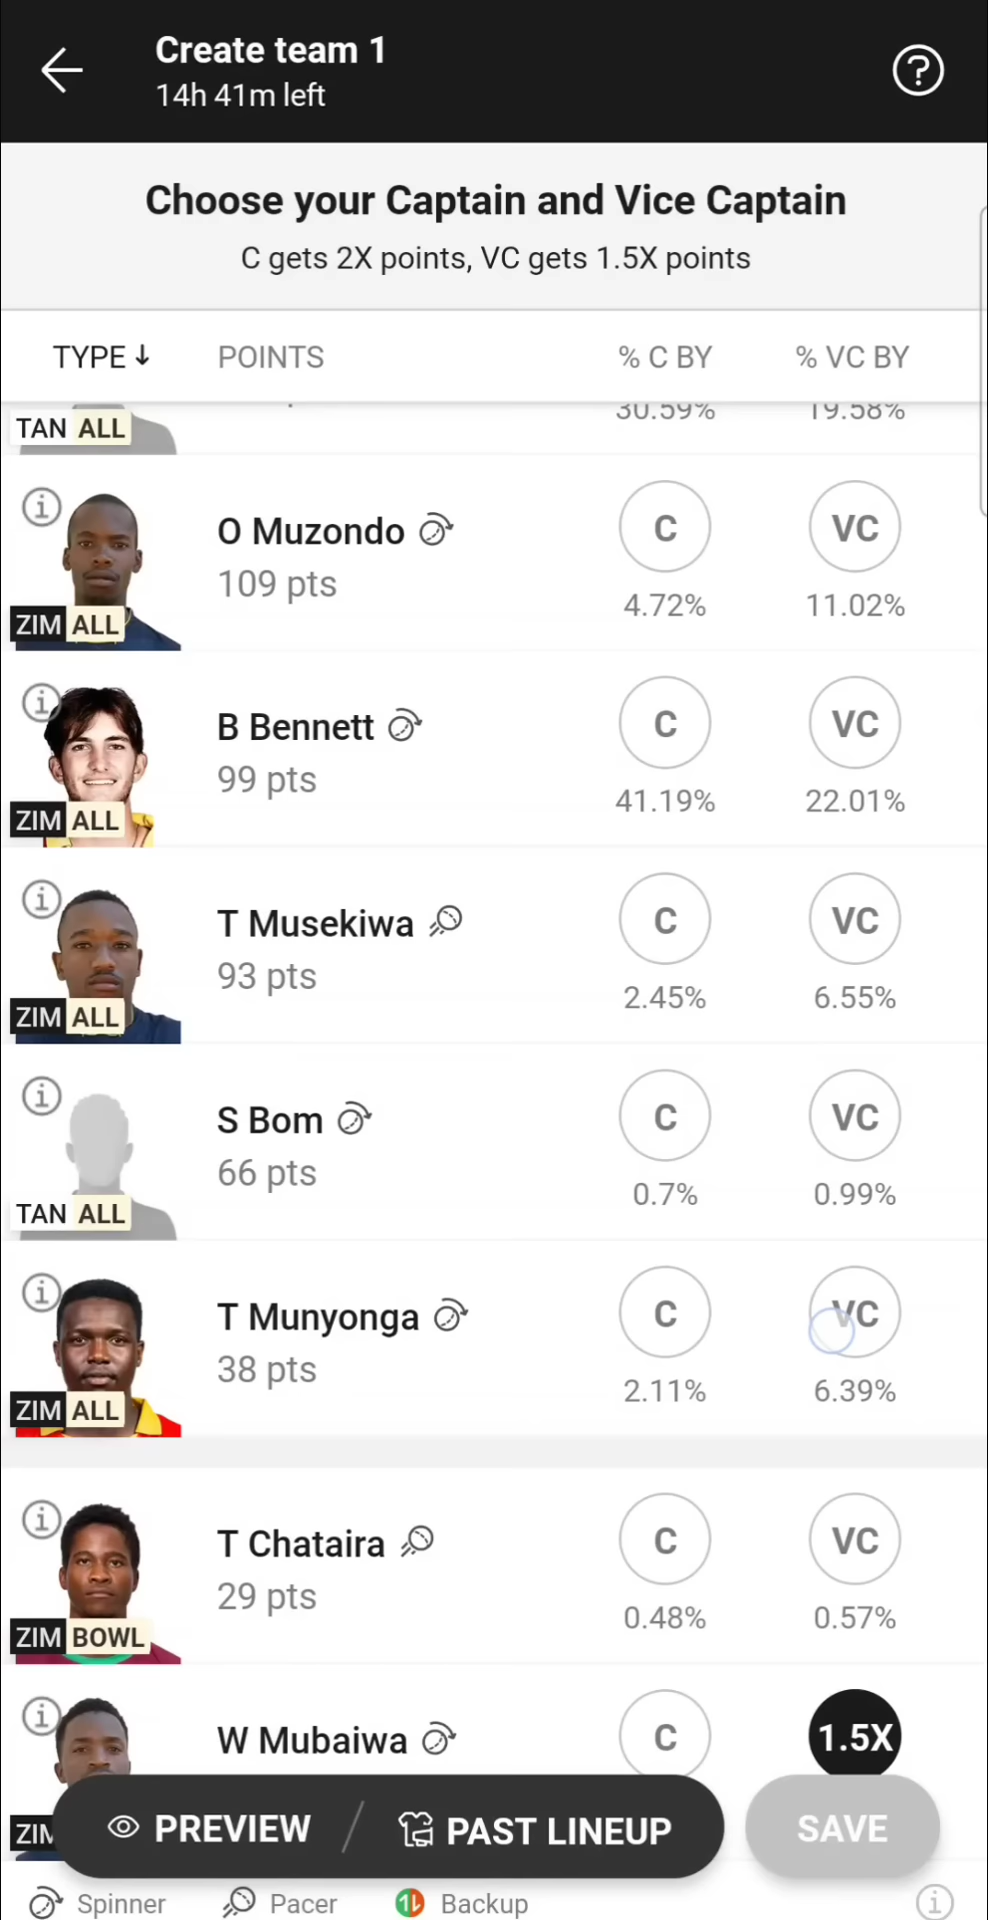 Create team 1
14h 41m left
Choose your Captain and Vice Captain
C gets 2X points, VC gets 1.5X points
TYPE ↓ POINTS % C BY % VC BY
30.59% 19.58%
TAN ALL
O Muzondo C VC
109 pts
4.72% 11.02%
ZIM ALL
B Bennett C VC
99 pts
41.19% 22.01%
ZIM ALL
T Musekiwa C VC
93 pts
2.45% 6.55%
ZIM ALL
S Bom C VC
66 pts
0.7% 0.99%
TAN ALL
T Munyonga C VC
38 pts
2.11% 6.39%
ZIM ALL
T Chataira C VC
29 pts
0.48% 0.57%
ZIM BOWL
W Mubaiwa C 1.5X
PREVIEW / PAST LINEUP SAVE
Spinner Pacer Backup